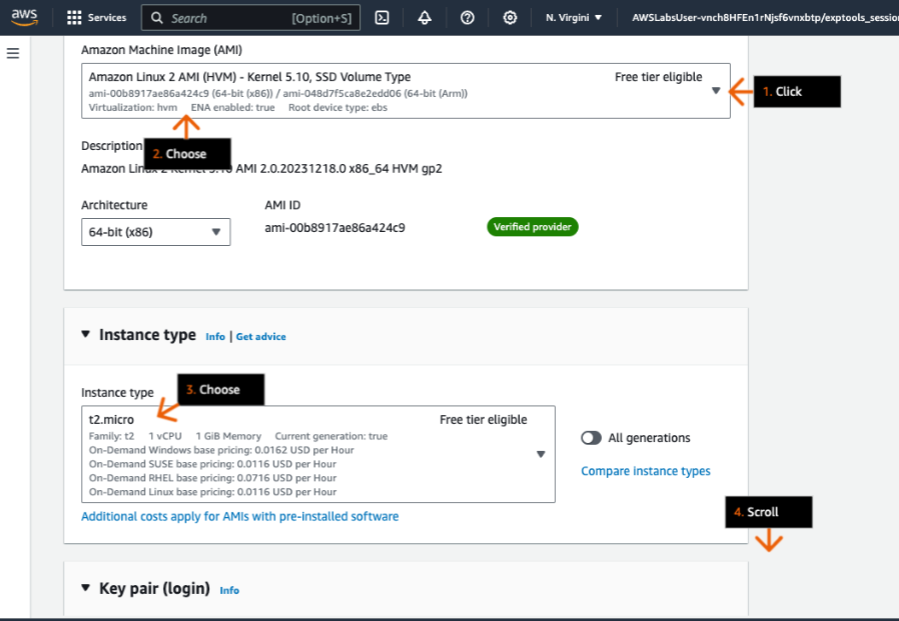 aws
Services
Search [Option+S]
N. Virgini
AWSLabsUser-vnch8HFEn1rNjsf6vnxbtp/exptools_sessio
Amazon Machine Image (AMI)
Amazon Linux 2 AMI (HVM) - Kernel 5.10, SSD Volume Type
Free tier eligible
ami-00b8917ae86a424c9 (64-bit (x86)) / ami-048d7f5ca8e2edd06 (64-bit (Arm))
Virtualization: hvm ENA enabled: true Root device type: ebs
1. Click
2. Choose
Description
Amazon Linux 2 Kernel 5.10 AMI 2.0.20231218.0 x86_64 HVM gp2
Architecture
AMI ID
64-bit (x86)
ami-00b8917ae86a424c9
Verified provider
Instance type Info | Get advice
Instance type
3. Choose
t2.micro
Free tier eligible
Family: t2 1 vCPU 1 GiB Memory Current generation: true
On-Demand Windows base pricing: 0.0162 USD per Hour
On-Demand SUSE base pricing: 0.0116 USD per Hour
On-Demand RHEL base pricing: 0.0716 USD per Hour
On-Demand Linux base pricing: 0.0116 USD per Hour
All generations
Compare instance types
Additional costs apply for AMIs with pre-installed software
4. Scroll
Key pair (login) Info